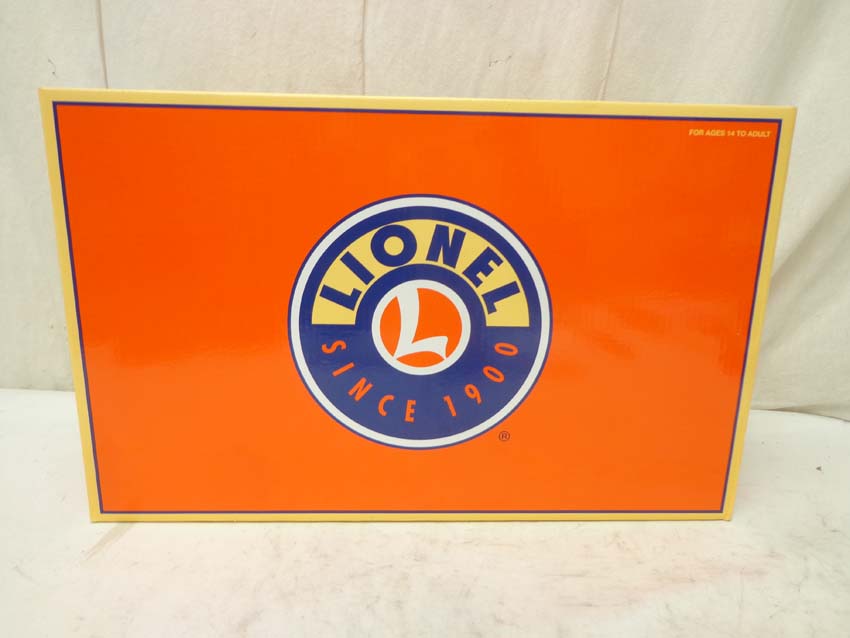 FOR AGES 14 TO ADULT
LIONEL
L
SINCE 1900
®